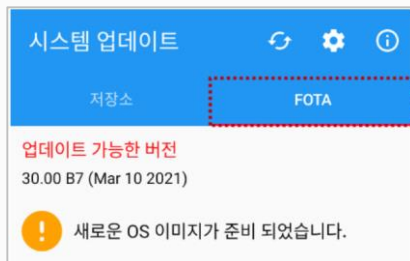 시스템 업데이트
저장소 FOTA
업데이트 가능한 버전
30.00 B7 (Mar 10 2021)
새로운 OS 이미지가 준비 되었습니다.